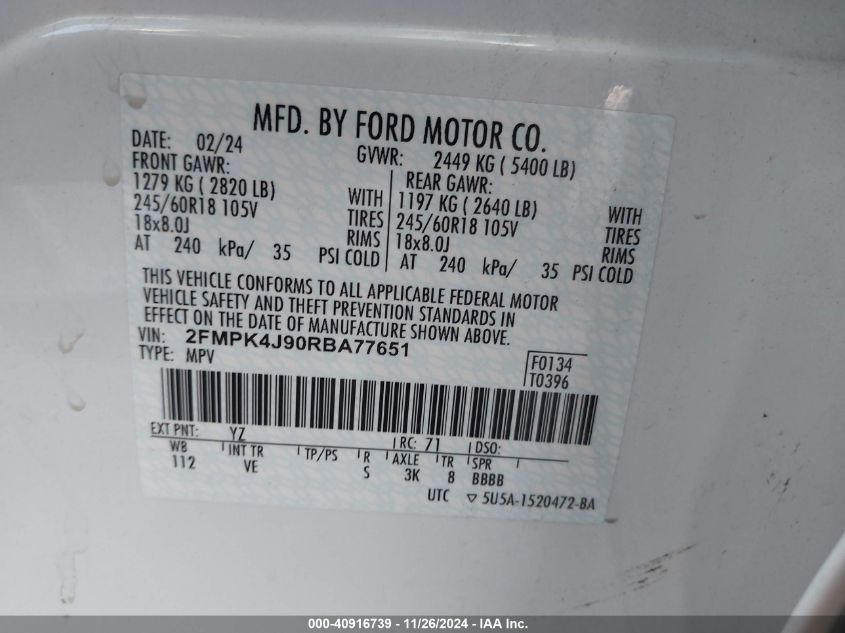 MFD. BY FORD MOTOR CO.
DATE: 02/24 GVWR: 2449 KG ( 5400 LB)
FRONT GAWR: REAR GAWR:
1279 KG ( 2820 LB) WITH 1197 KG ( 2640 LB) WITH
245/60R18 105V TIRES 245/60R18 105V TIRES
18x8.0J RIMS 18x8.0J RIMS
AT 240 kPa/ 35 PSI COLD AT 240 kPa/ 35 PSI COLD
THIS VEHICLE CONFORMS TO ALL APPLICABLE FEDERAL MOTOR
VEHICLE SAFETY AND THEFT PREVENTION STANDARDS IN
EFFECT ON THE DATE OF MANUFACTURE SHOWN ABOVE.
VIN: 2FMPK4J90RBA77651
TYPE: MPV
F0134
T0396
EXT PNT: YZ RC: 71 DSO:
WB INT TR TP/PS R AXLE TR SPR
112 VE S 3K 8 BBBB
UTC ▽ 5U5A-1520472-BA
000-40916739 - 11/26/2024 - IAA Inc.